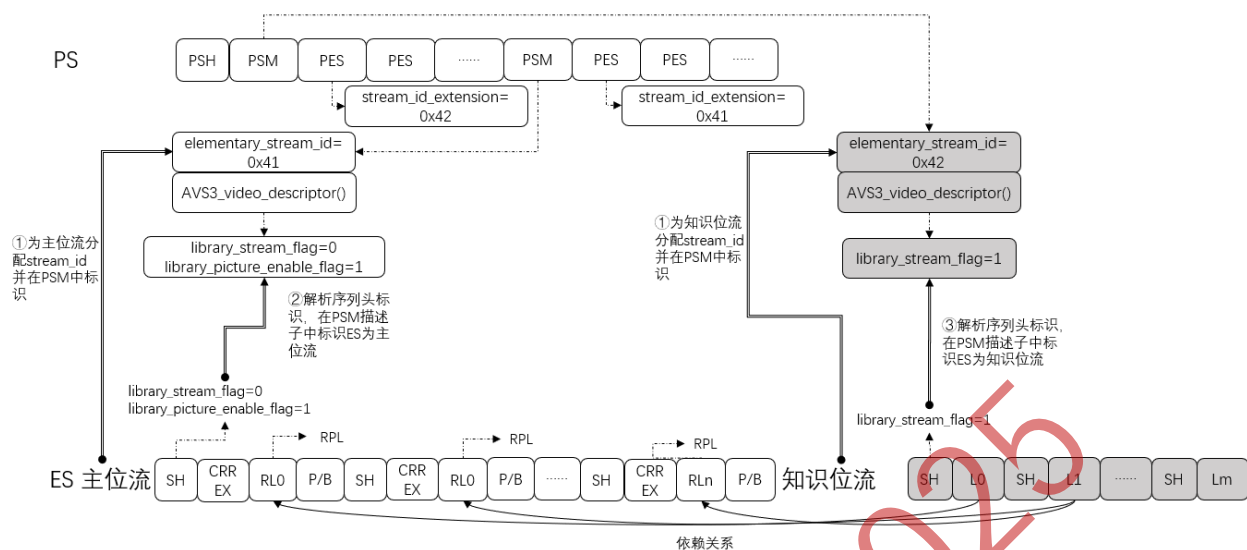 PS
PSH PSM PES PES ...... PSM PES PES ......
stream_id_extension=
0x42
stream_id_extension=
0x41
elementary_stream_id=
0x41
AVS3_video_descriptor()
elementary_stream_id=
0x42
AVS3_video_descriptor()
①为主位流分
配stream_id
并在PSM中标
识
library_stream_flag=0
library_picture_enable_flag=1
①为知识位流
分配stream_id
并在PSM中标
识
library_stream_flag=1
②解析序列头标
识，在PSM描述
子中标识ES为主
位流
③解析序列头标识，
在PSM描述子中标
识ES为知识位流
library_stream_flag=0
library_picture_enable_flag=1
library_stream_flag=1
RPL
RPL
RPL
ES 主位流
SH
CRR
EX
RL0
P/B
SH
CRR
EX
RL0
P/B
......
SH
CRR
EX
RLn
P/B
知识位流
SH
L0
SH
L1
......
SH
Lm
依赖关系
025